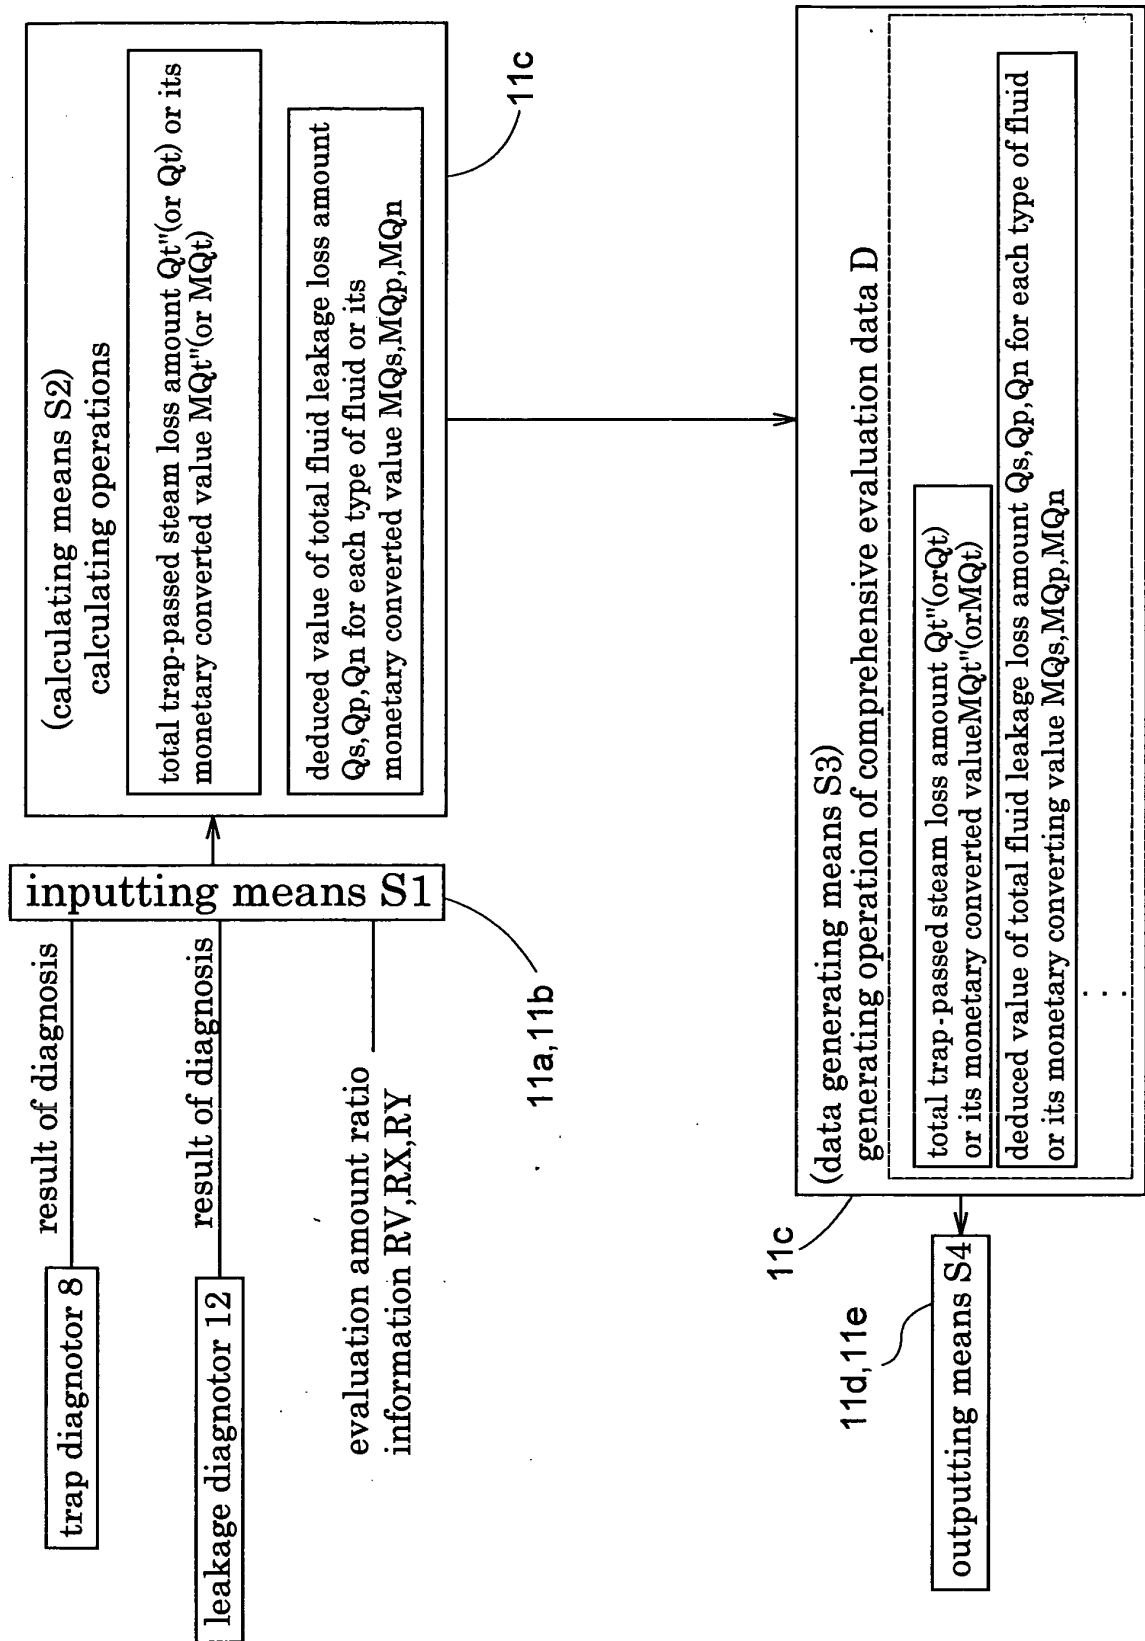 trap diagnotor 8
result of diagnosis
leakage diagnotor 12
result of diagnosis
evaluation amount ratio
information RV,RX,RY
inputting means S1
11a,11b
(calculating means S2)
calculating operations
total trap-passed steam loss amount Qt"(or Qt) or its
monetary converted value MQt"(or MQt)
deduced value of total fluid leakage loss amount
Qs,Qp,Qn for each type of fluid or its
monetary converted value MQs,MQp,MQn
11c
(data generating means S3)
generating operation of comprehensive evaluation data D
total trap-passed steam loss amount Qt"(orQt)
or its monetary converted valueMQt"(orMQt)
deduced value of total fluid leakage loss amount Qs,Qp,Qn for each type of fluid
or its monetary converting value MQs,MQp,MQn
...
11c
outputting means S4
11d,11e